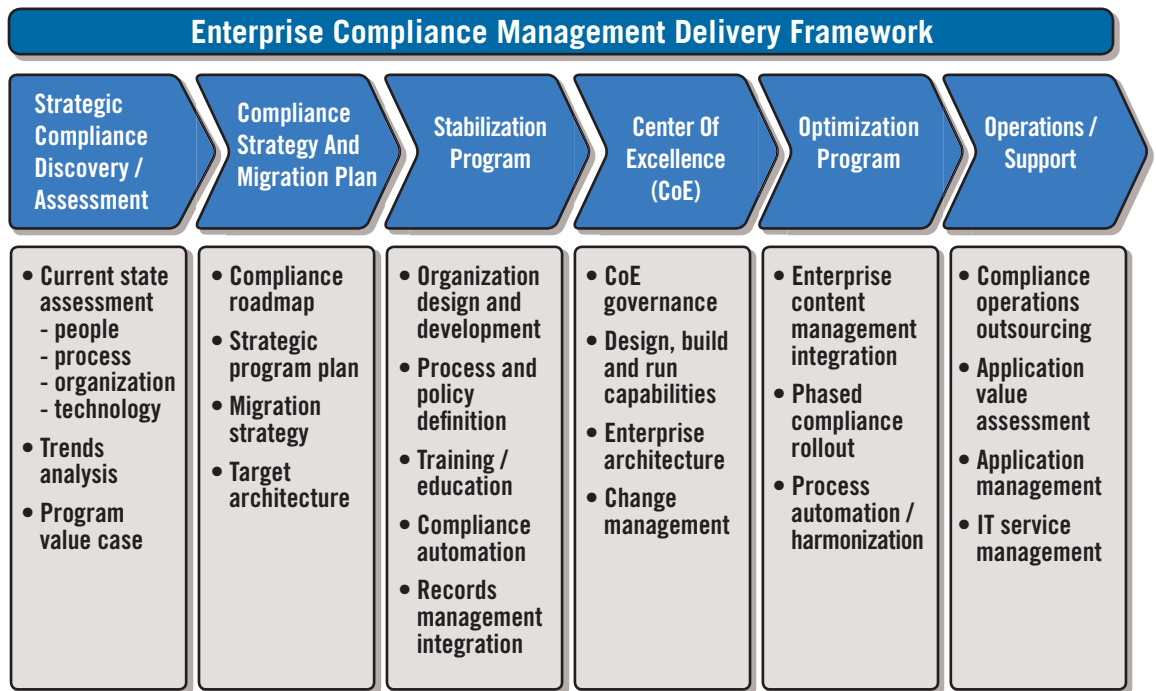 Enterprise Compliance Management Delivery Framework
Strategic
Compliance
Discovery /
Assessment
Compliance
Strategy And
Migration Plan
Stabilization
Program
Center Of
Excellence
(CoE)
Optimization
Program
Operations /
Support
• Current state
assessment
- people
- process
- organization
- technology
• Trends
analysis
• Program
value case
• Compliance
roadmap
• Strategic
program plan
• Migration
strategy
• Target
architecture
• Organization
design and
development
• Process and
policy
definition
• Training /
education
• Compliance
automation
• Records
management
integration
• CoE
governance
• Design, build
and run
capabilities
• Enterprise
architecture
• Change
management
• Enterprise
content
management
integration
• Phased
compliance
rollout
• Process
automation /
harmonization
• Compliance
operations
outsourcing
• Application
value
assessment
• Application
management
• IT service
management